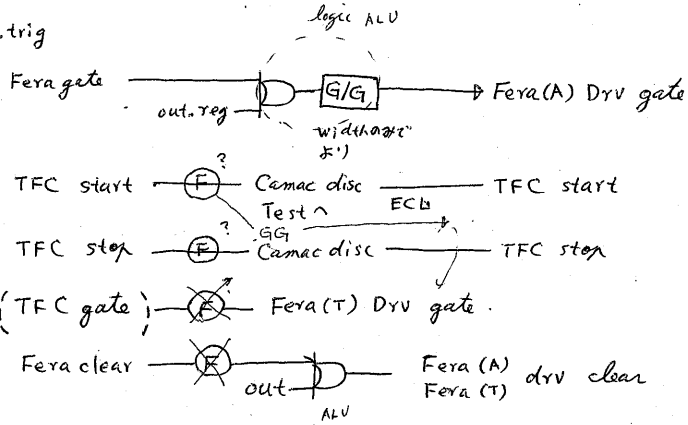 .trig
logic ALU
Fera gate G/G Fera(A) Drv gate
out.reg
widthのみで
より
?
TFC start F Camac disc ECL TFC start
Test へ
? GG
TFC stop F Camac disc TFC stop
?
(TFC gate) F Fera(T) Drv gate.
Fera clear F Fera (A) drv clear
out Fera (T)
ALU